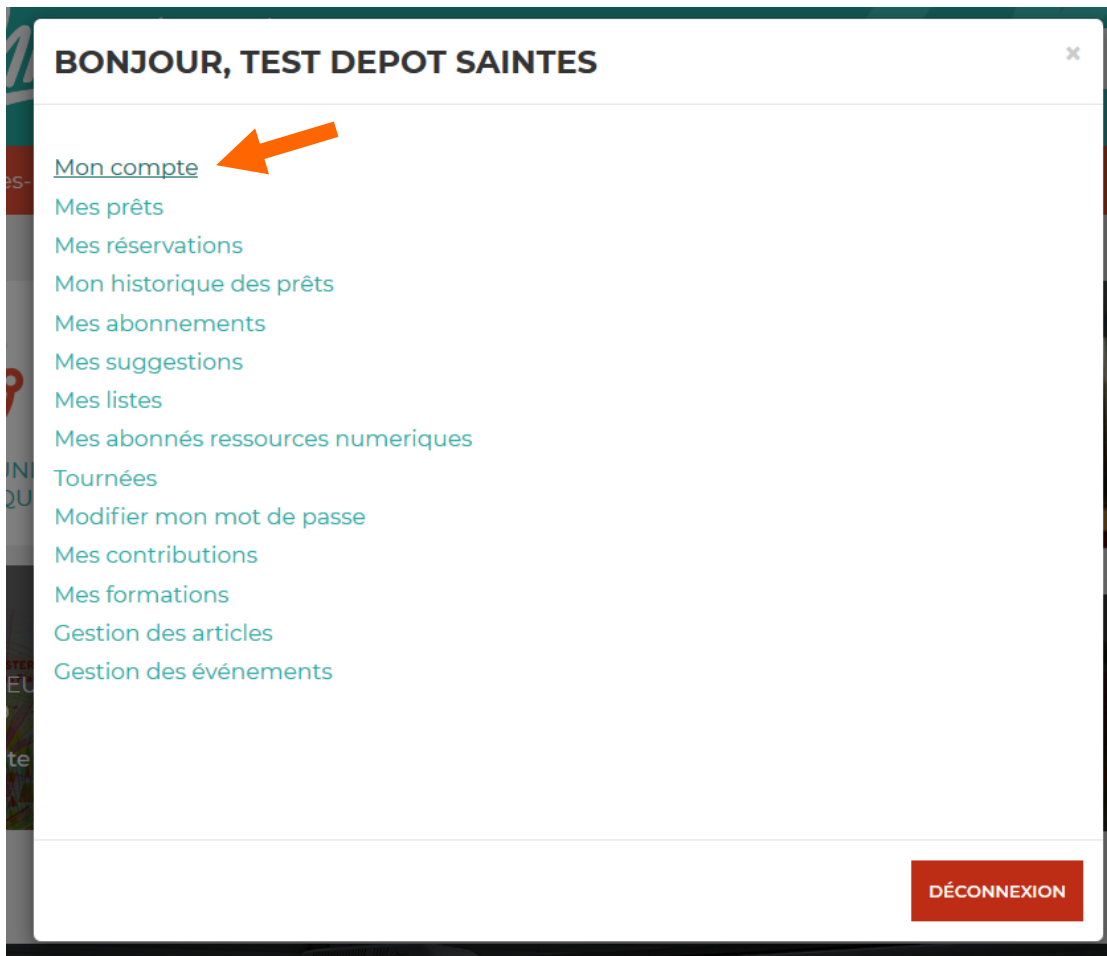 BONJOUR, TEST DEPOT SAINTES
×
Mon compte
Mes prêts
Mes réservations
Mon historique des prêts
Mes abonnements
Mes suggestions
Mes listes
Mes abonnés ressources numeriques
Tournées
Modifier mon mot de passe
Mes contributions
Mes formations
Gestion des articles
Gestion des événements
DÉCONNEXION